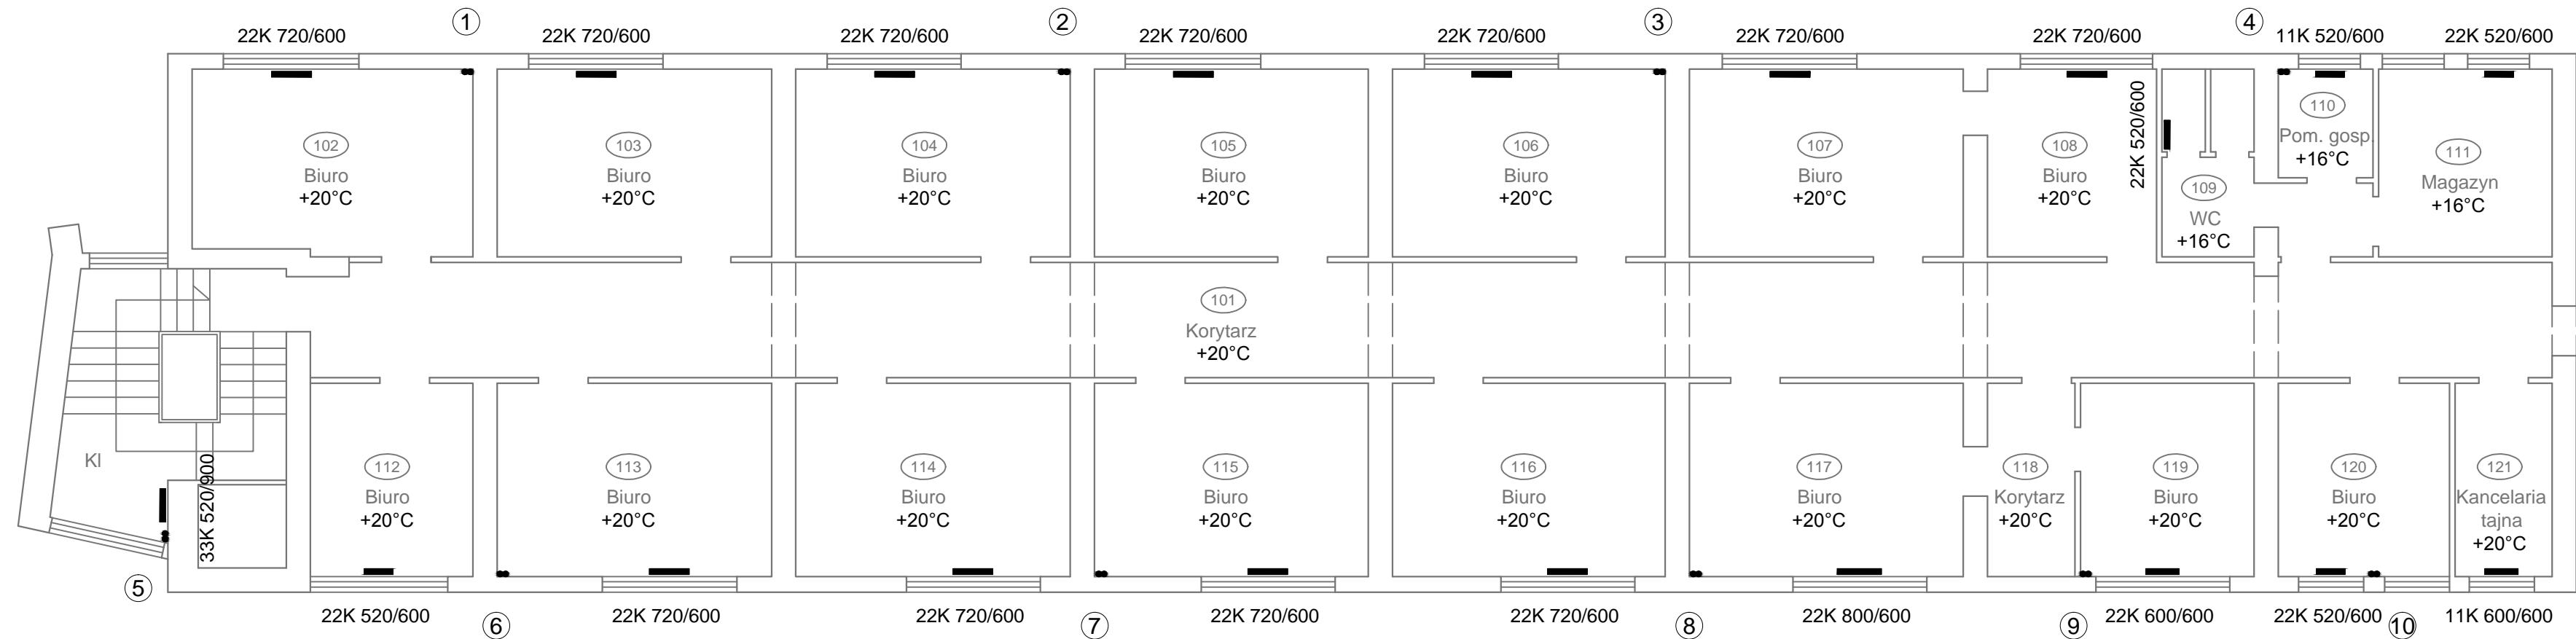 1
2
3
4
22K 720/600
22K 720/600
22K 720/600
22K 720/600
22K 720/600
22K 720/600
22K 720/600
11K 520/600
22K 520/600
102
Biuro
+20°C
103
Biuro
+20°C
104
Biuro
+20°C
105
Biuro
+20°C
106
Biuro
+20°C
107
Biuro
+20°C
108
Biuro
+20°C
22K 520/600
109
WC
+16°C
110
Pom. gosp.
+16°C
111
Magazyn
+16°C
101
Korytarz
+20°C
Kl
33K 520/900
112
Biuro
+20°C
113
Biuro
+20°C
114
Biuro
+20°C
115
Biuro
+20°C
116
Biuro
+20°C
117
Biuro
+20°C
118
Korytarz
+20°C
119
Biuro
+20°C
120
Biuro
+20°C
121
Kancelaria
tajna
+20°C
5
22K 520/600
6
22K 720/600
22K 720/600
7
22K 720/600
22K 720/600
8
22K 800/600
9
22K 600/600
22K 520/600
10
11K 600/600